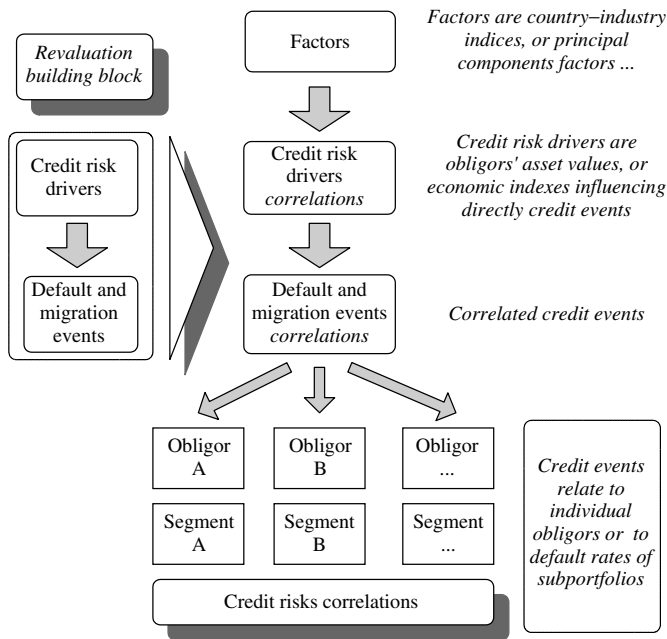 Revaluation
building block
Factors
Factors are country–industry
indices, or principal
components factors ...
Credit risk
drivers
Credit risk
drivers
correlations
Credit risk drivers are
obligors' asset values, or
economic indexes influencing
directly credit events
Default and
migration
events
Default and
migration events
correlations
Correlated credit events
Obligor
A
Obligor
B
Obligor
...
Segment
A
Segment
B
Segment
...
Credit events
relate to
individual
obligors or to
default rates of
subportfolios
Credit risks correlations